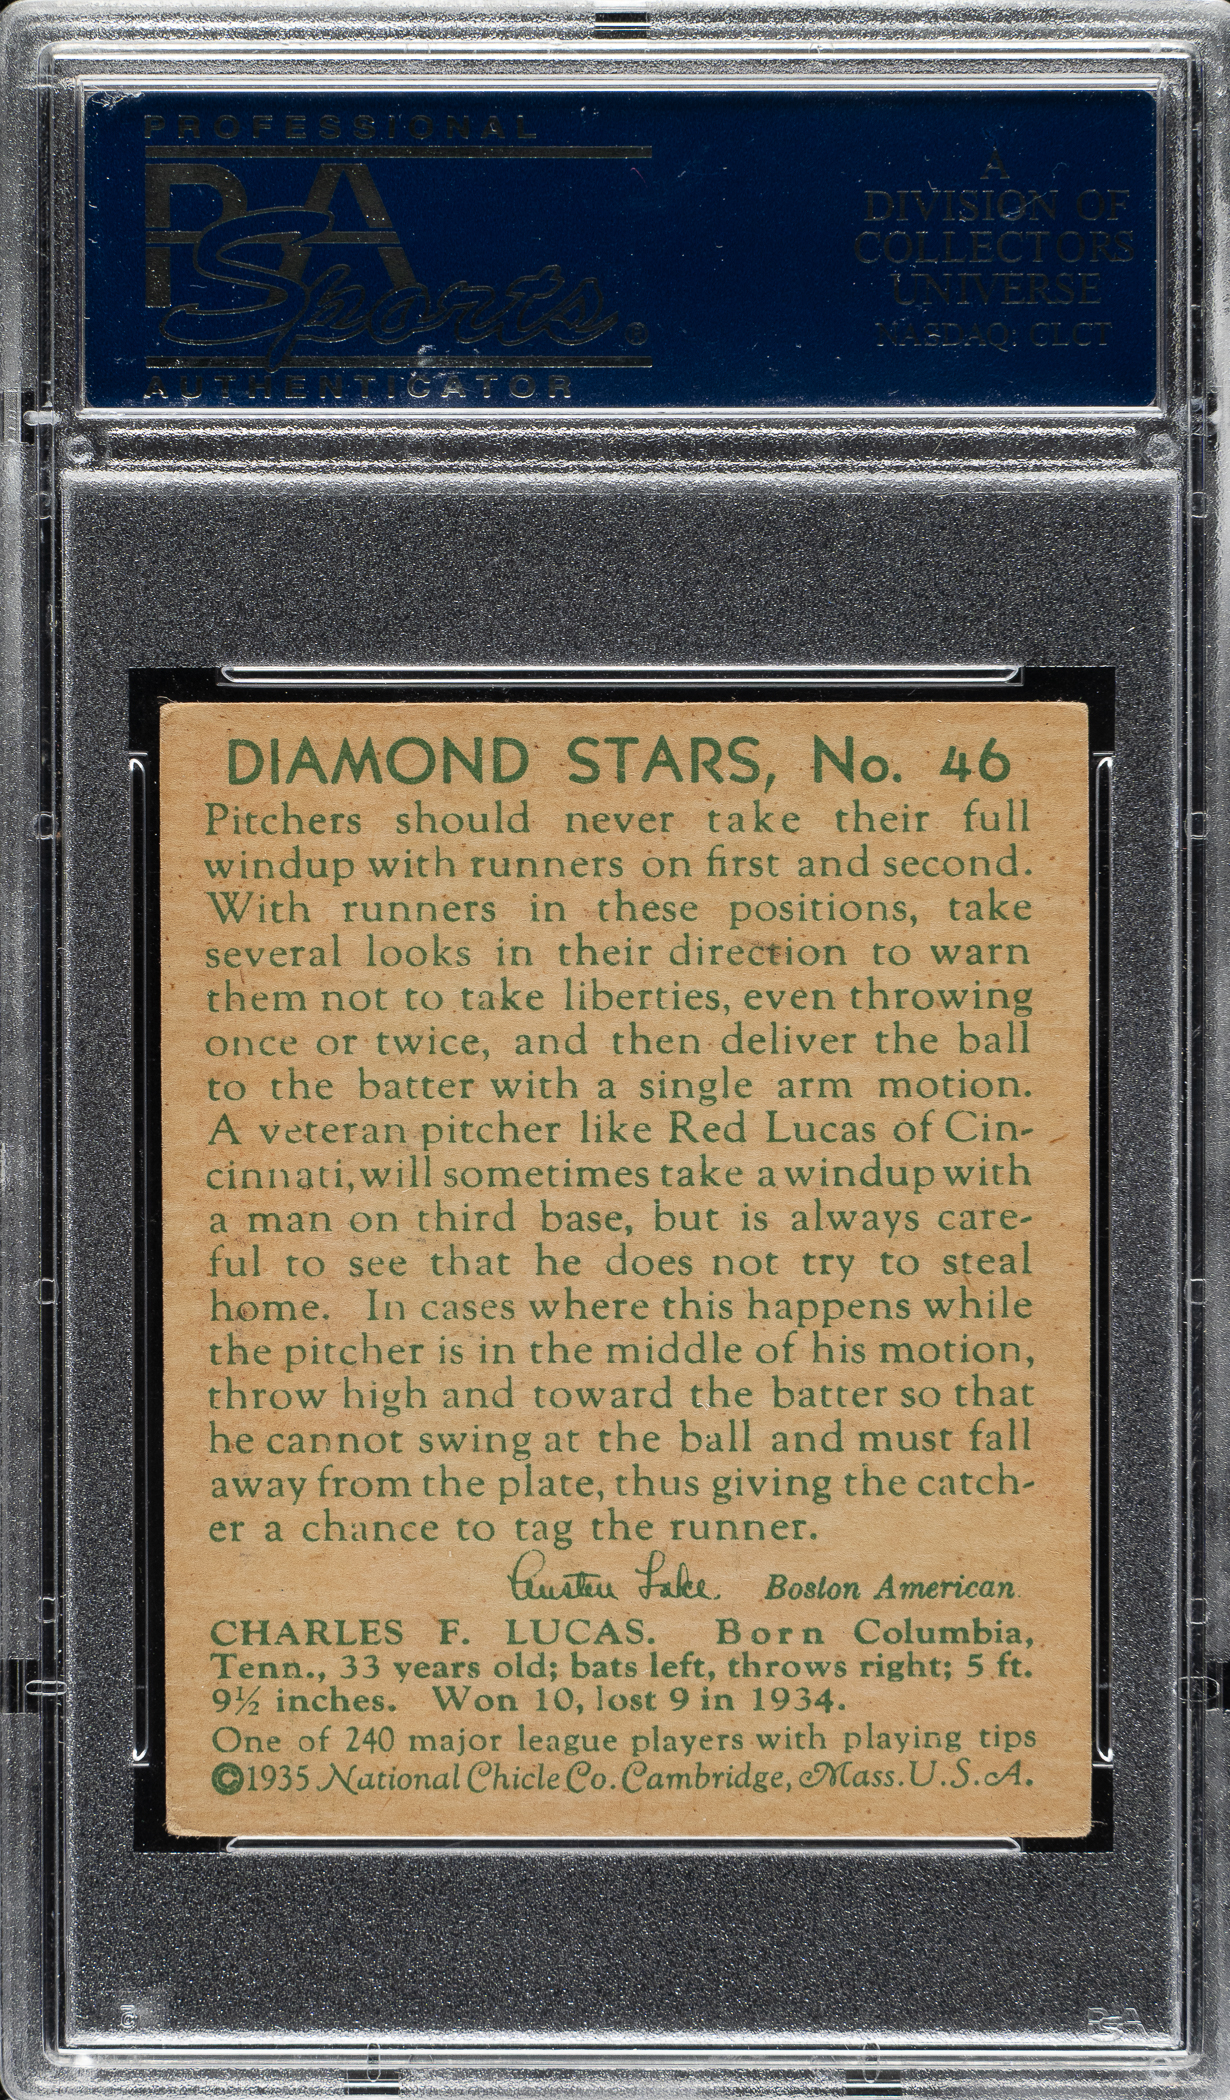 PROFESSIONAL
PSA
Sports®
AUTHENTICATOR
A
DIVISION OF
COLLECTORS
UNIVERSE
NASDAQ: CLCT
DIAMOND STARS, No. 46
Pitchers should never take their full
windup with runners on first and second.
With runners in these positions, take
several looks in their direction to warn
them not to take liberties, even throwing
once or twice, and then deliver the ball
to the batter with a single arm motion.
A veteran pitcher like Red Lucas of Cin-
cinnati, will sometimes take a windup with
a man on third base, but is always care-
ful to see that he does not try to steal
home. In cases where this happens while
the pitcher is in the middle of his motion,
throw high and toward the batter so that
he cannot swing at the ball and must fall
away from the plate, thus giving the catch-
er a chance to tag the runner.
Austen Lake. Boston American.
CHARLES F. LUCAS. Born Columbia,
Tenn., 33 years old; bats left, throws right; 5 ft.
9½ inches. Won 10, lost 9 in 1934.
One of 240 major league players with playing tips
©1935 National Chicle Co. Cambridge, Mass. U.S.A.
PSA